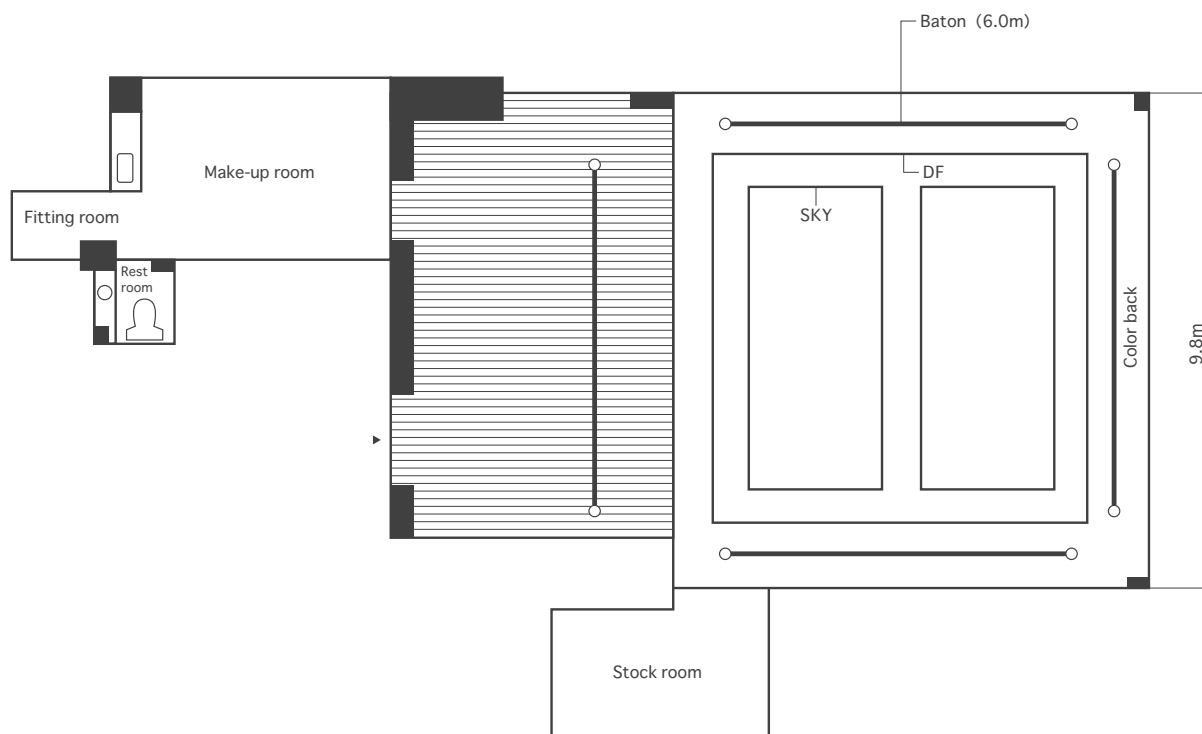 Baton（6.0m）
Make-up room
DF
Fitting room
SKY
Rest
room
Color back
9.8m
Stock room